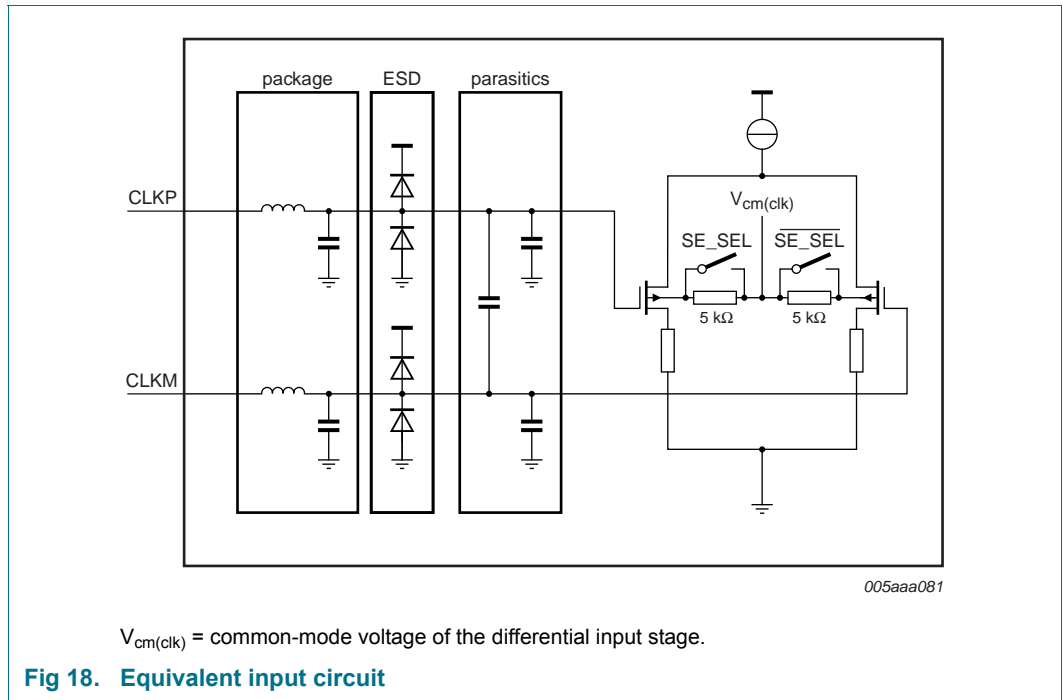 package ESD parasitics
CLKP
V_cm(clk)
SE_SEL S̅E̅_̅S̅E̅L̅
5 kΩ 5 kΩ
CLKM
005aaa081
V_cm(clk) = common-mode voltage of the differential input stage.
Fig 18. Equivalent input circuit